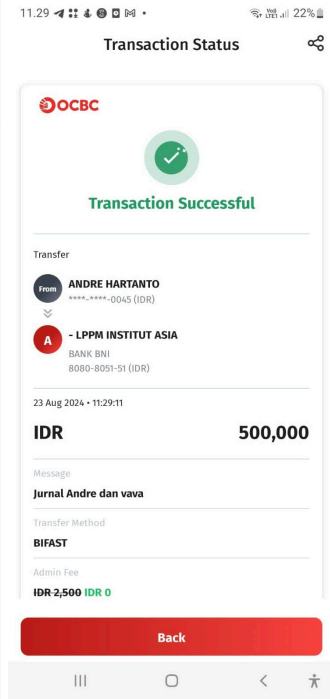 11.29
22%
Transaction Status
OCBC
Transaction Successful
Transfer
From
ANDRE HARTANTO
****-****-0045 (IDR)
A
- LPPM INSTITUT ASIA
BANK BNI
8080-8051-51 (IDR)
23 Aug 2024 • 11:29:11
IDR 500,000
Message
Jurnal Andre dan vava
Transfer Method
BIFAST
Admin Fee
IDR 2,500 IDR 0
Back